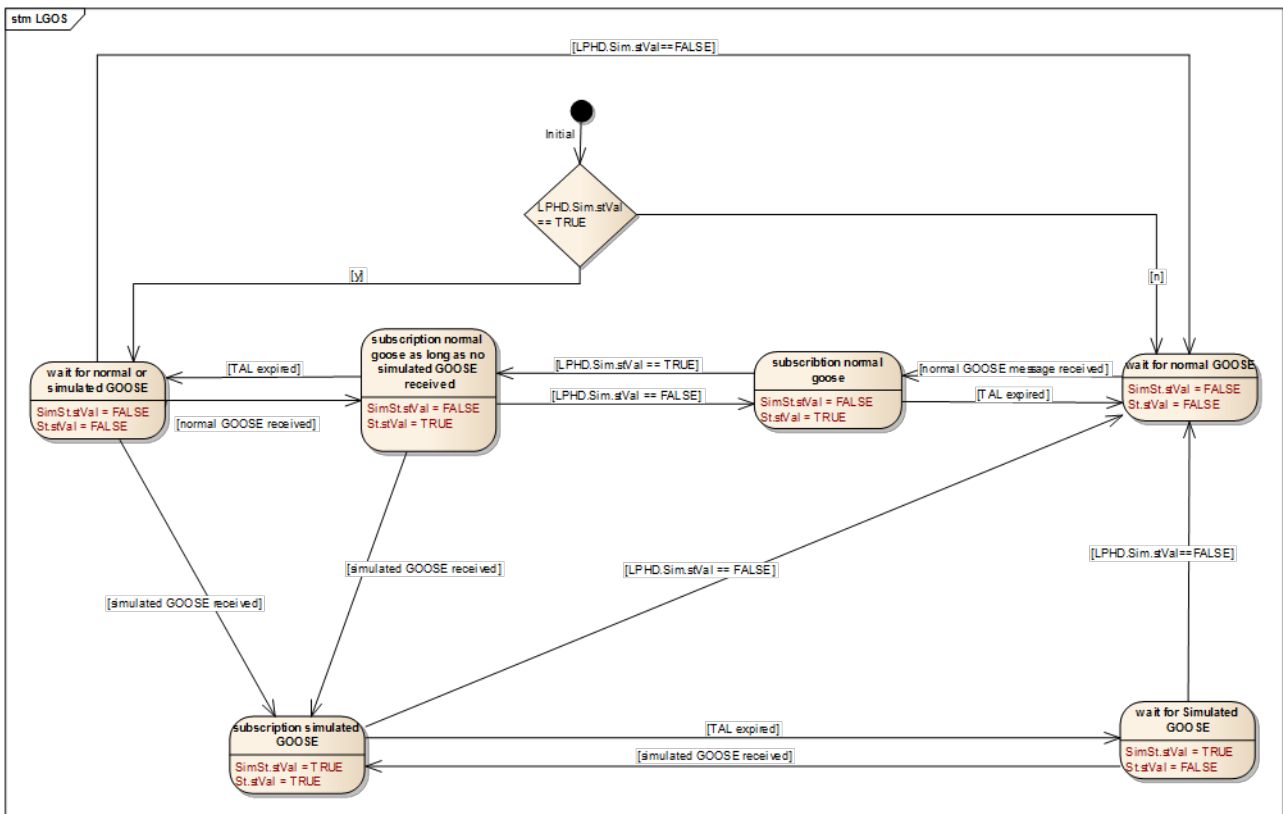 stm LGOS
[LPHD.Sim.stVal==FALSE]
Initial
LPHD.Sim.stVal
== TRUE
[y]
[n]
wait for normal or
simulated GOOSE
SimSt.stVal = FALSE
St.stVal = FALSE
[TAL expired]
[normal GOOSE received]
subscription normal
goose as long as no
simulated GOOSE
received
SimSt.stVal = FALSE
St.stVal = TRUE
[LPHD.Sim.stVal == TRUE]
[LPHD.Sim.stVal == FALSE]
subscribtion normal
goose
SimSt.stVal = FALSE
St.stVal = TRUE
[normal GOOSE message received]
[TAL expired]
wait for normal GOOSE
SimSt.stVal = FALSE
St.stVal = FALSE
[simulated GOOSE received]
[simulated GOOSE received]
[LPHD.Sim.stVal == FALSE]
[LPHD.Sim.stVal==FALSE]
subscription simulated
GOOSE
SimSt.stVal = TRUE
St.stVal = TRUE
[TAL expired]
[simulated GOOSE received]
wait for Simulated
GOOSE
SimSt.stVal = TRUE
St.stVal = FALSE